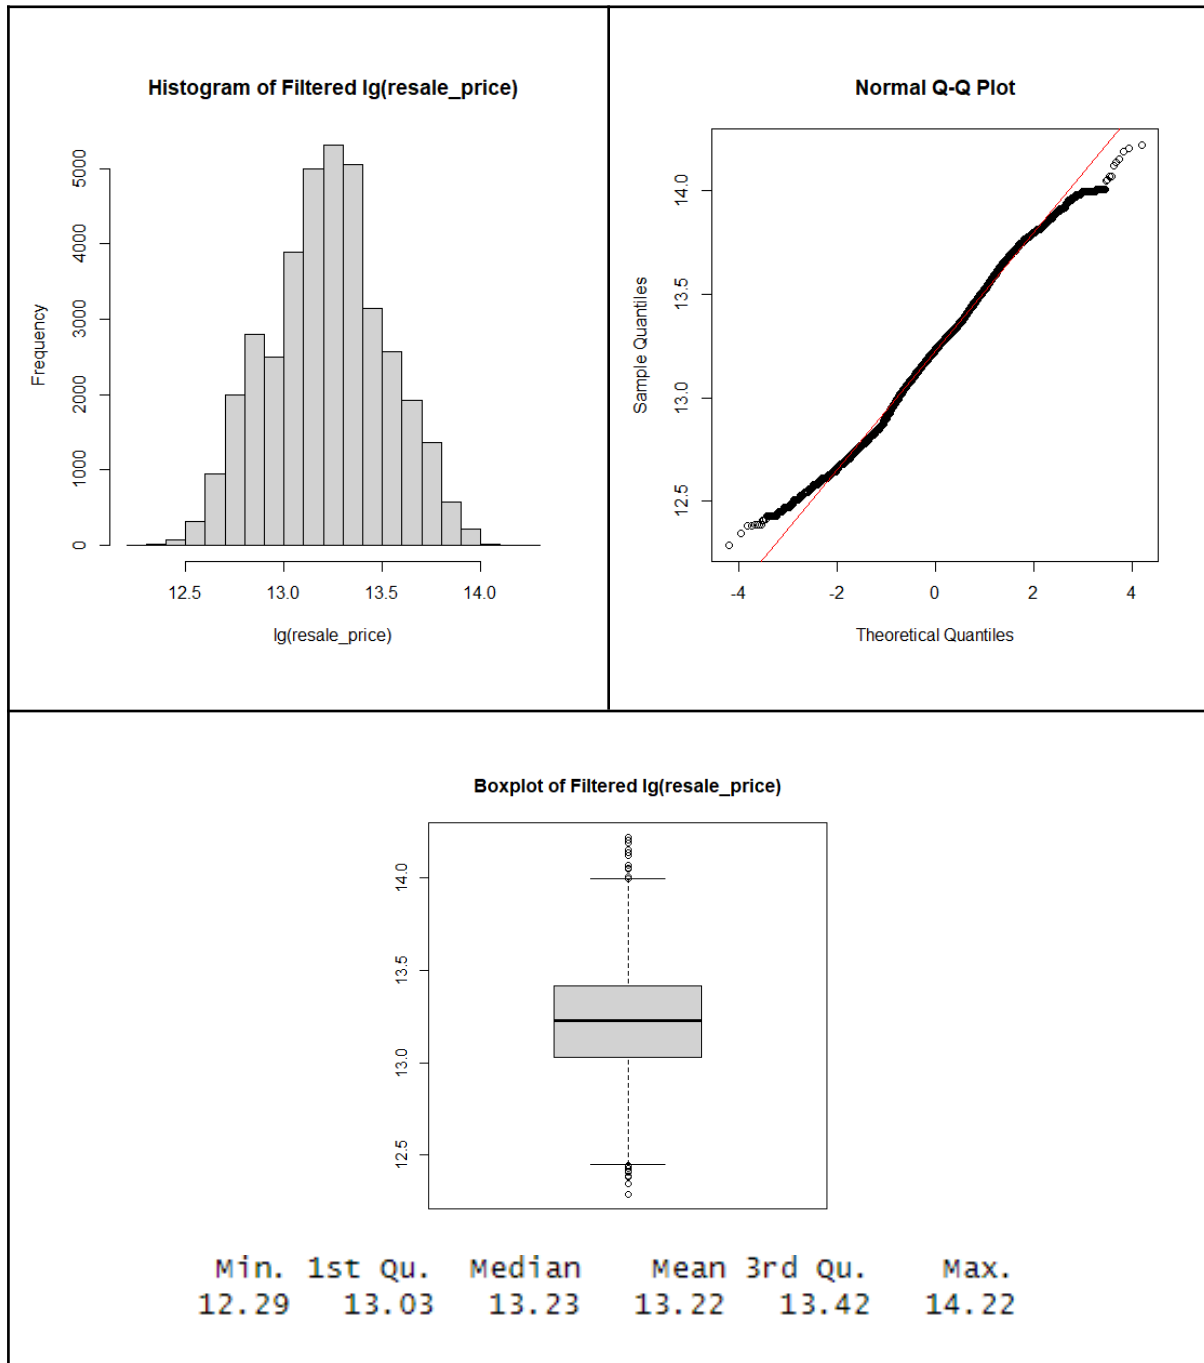 Histogram of Filtered lg(resale_price)
Frequency
5000
4000
3000
2000
1000
0
12.5 13.0 13.5 14.0
lg(resale_price)
Normal Q-Q Plot
Sample Quantiles
14.0
13.5
13.0
12.5
-4 -2 0 2 4
Theoretical Quantiles
Boxplot of Filtered lg(resale_price)
14.0
13.5
13.0
12.5
Min. 1st Qu. Median Mean 3rd Qu. Max.
12.29 13.03 13.23 13.22 13.42 14.22